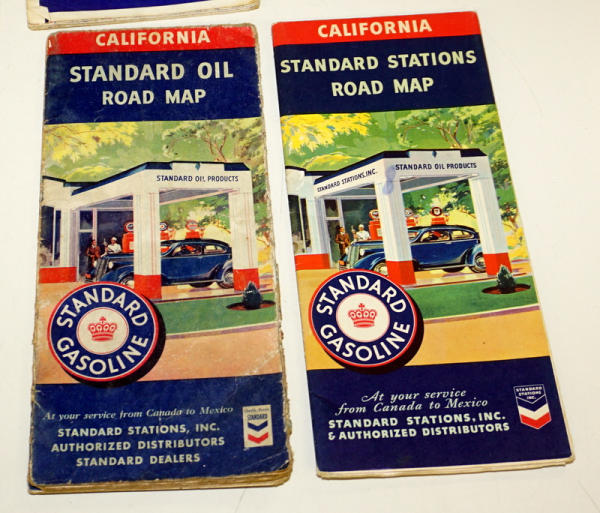 CALIFORNIA
STANDARD OIL
ROAD MAP
STANDARD OIL PRODUCTS
STANDARD
GASOLINE
At your service from Canada to Mexico
STANDARD STATIONS, INC.
AUTHORIZED DISTRIBUTORS
STANDARD DEALERS
STANDARD
CALIFORNIA
STANDARD STATIONS
ROAD MAP
STANDARD STATIONS, INC.
STANDARD OIL PRODUCTS
STANDARD
GASOLINE
At your service
from Canada to Mexico
STANDARD STATIONS, INC.
& AUTHORIZED DISTRIBUTORS
STANDARD
STATIONS
INC.